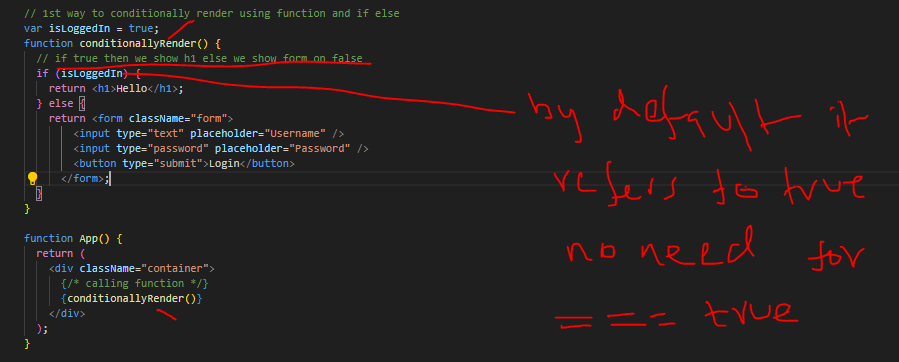 // 1st way to conditionally render using function and if else
var isLoggedIn = true;
function conditionallyRender() {
// if true then we show h1 else we show form on false
if (isLoggedIn) {
return <h1>Hello</h1>;
} else {
return <form className="form">
<input type="text" placeholder="Username" />
<input type="password" placeholder="Password" />
<button type="submit">Login</button>
</form>;
}
}
function App() {
return (
<div className="container">
{/* calling function */}
{conditionallyRender()}
</div>
);
}
by default it
refers to true
no need for
=== true